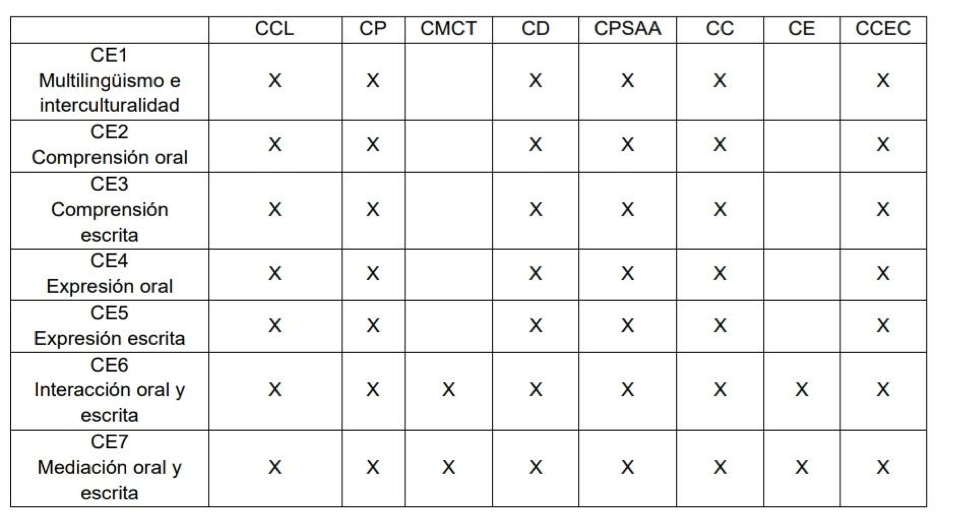 CCL CP CMCT CD CPSAA CC CE CCEC
CE1
Multilingüismo e
interculturalidad
X X X X X X
CE2
Comprensión oral
X X X X X X
CE3
Comprensión
escrita
X X X X X X
CE4
Expresión oral
X X X X X X
CE5
Expresión escrita
X X X X X X
CE6
Interacción oral y
escrita
X X X X X X X X
CE7
Mediación oral y
escrita
X X X X X X X X